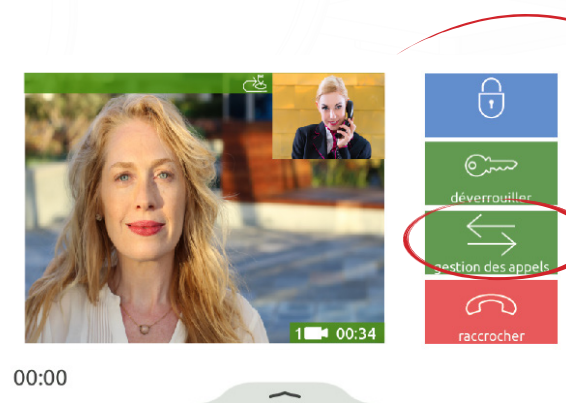 déverrouiller
gestion des appels
1 00:34
raccrocher
00:00